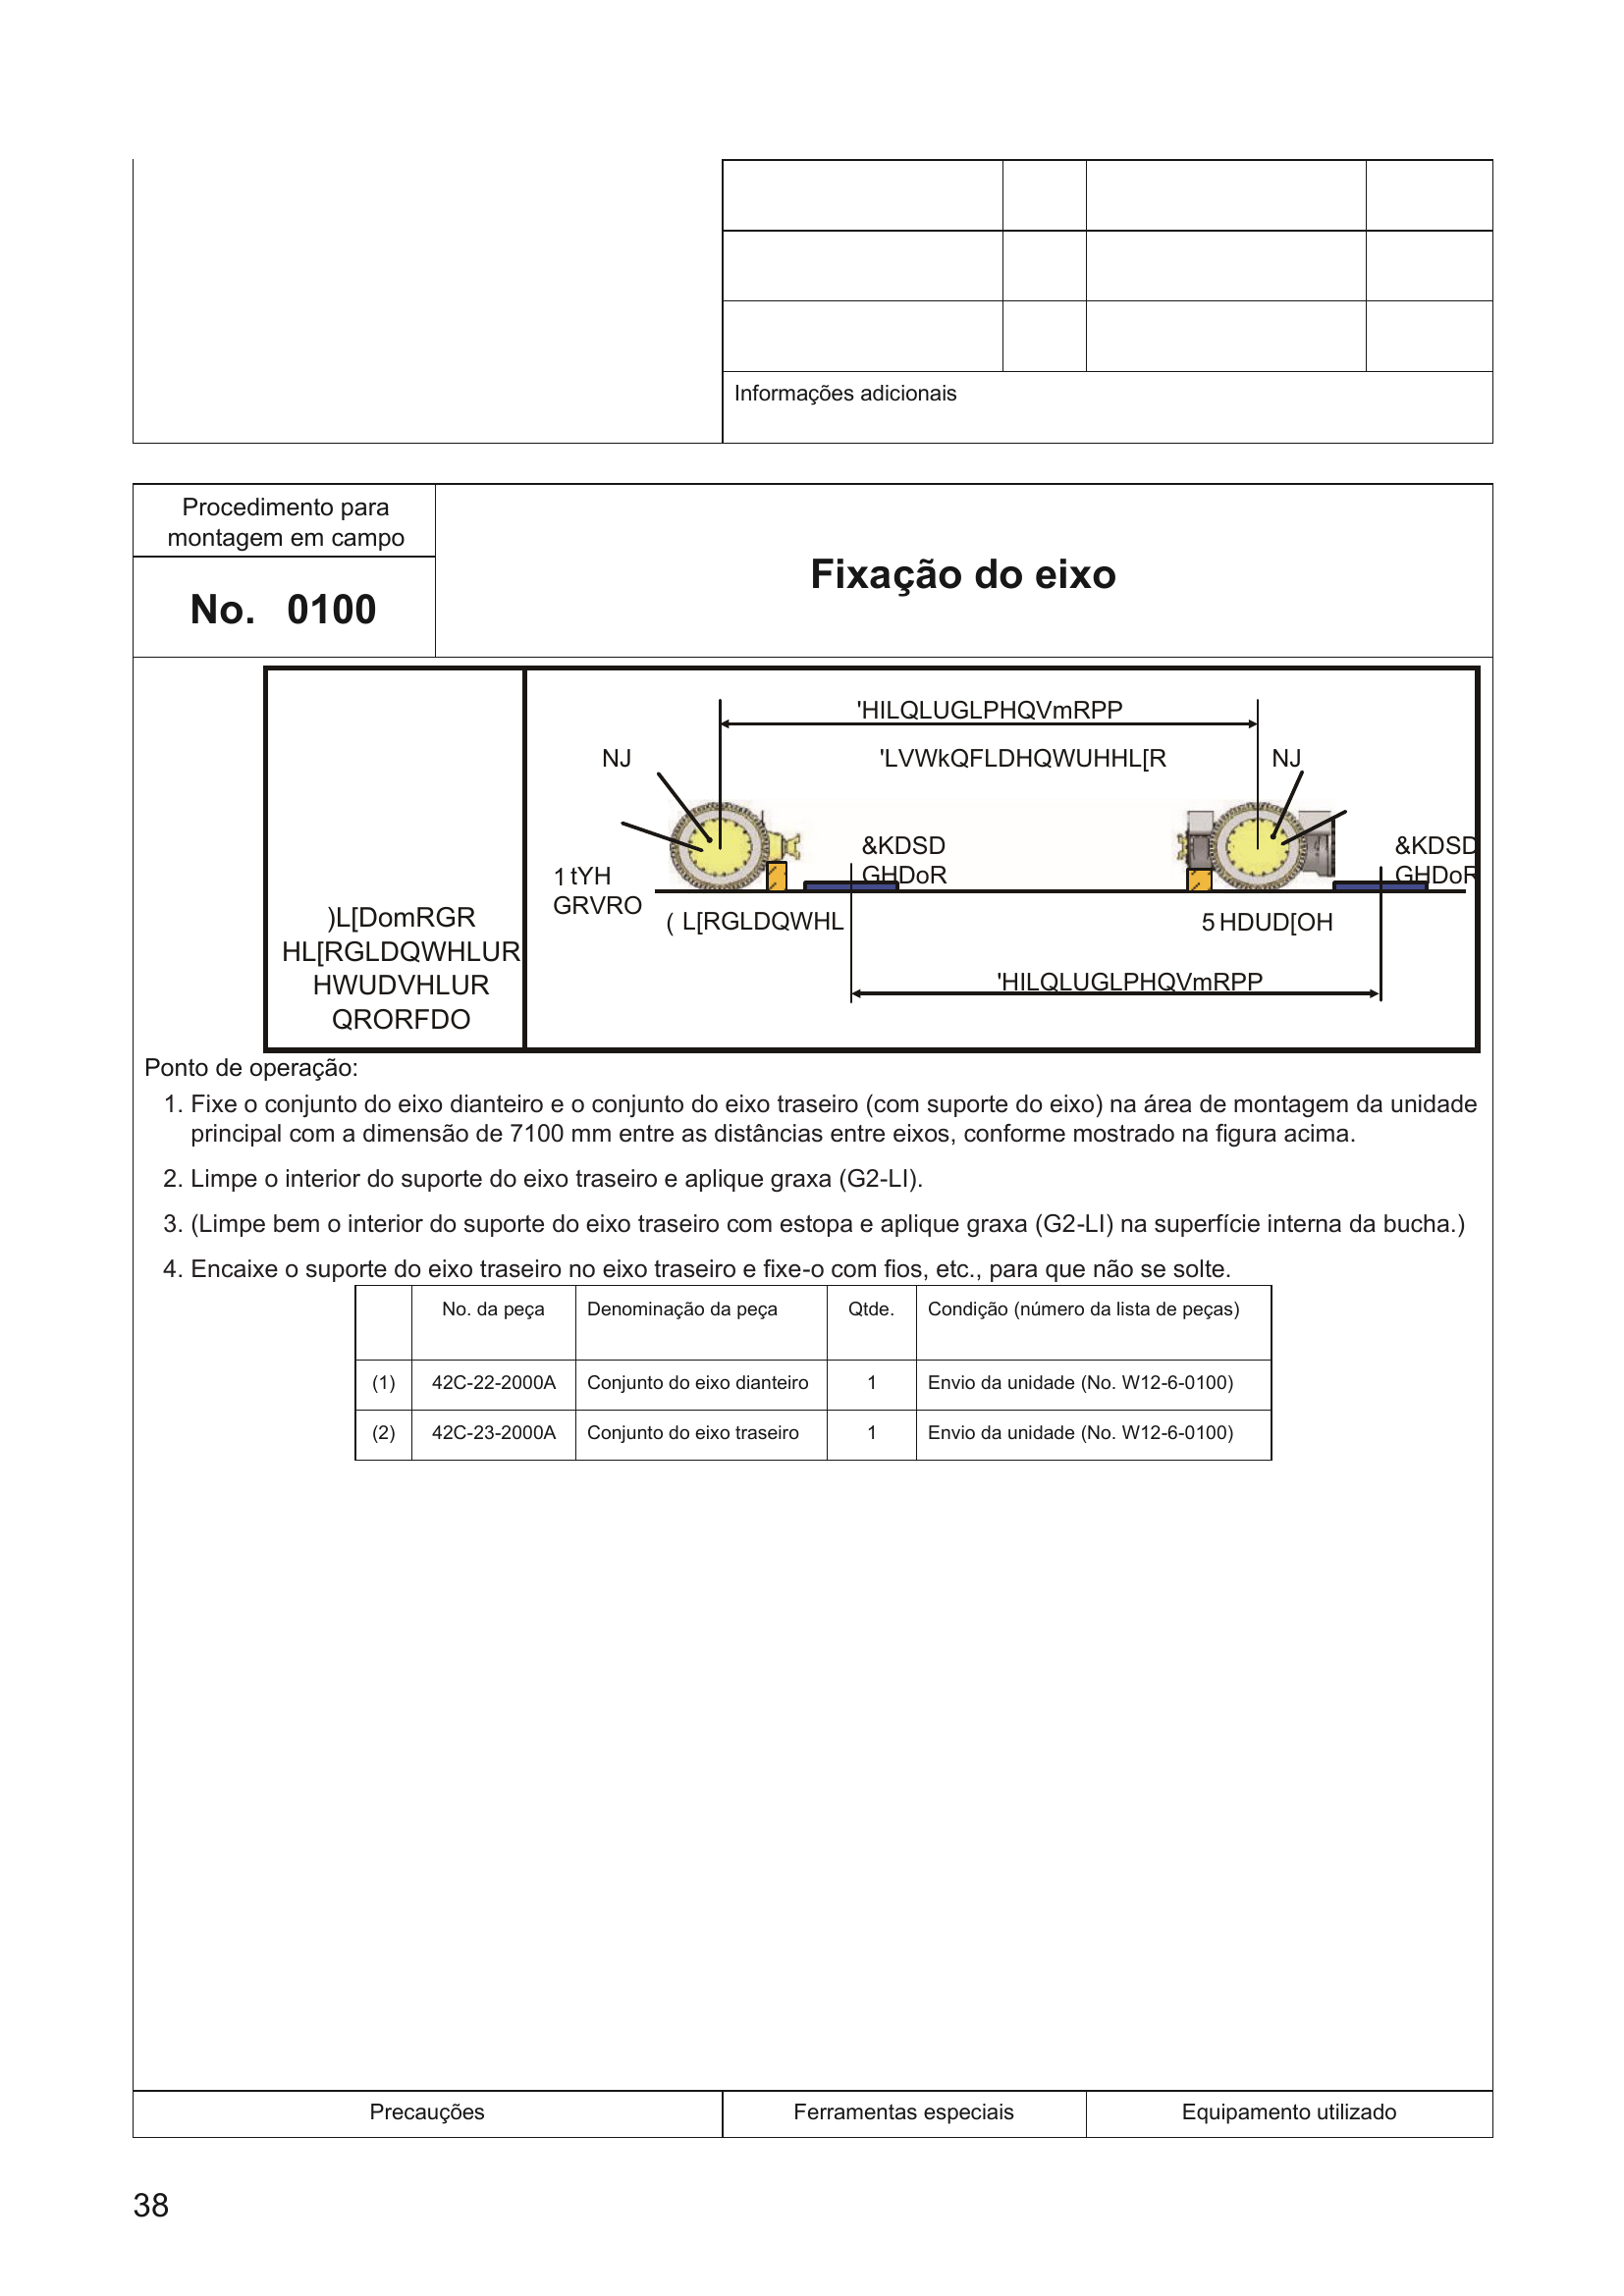 Informações adicionais
Procedimento para
montagem em campo
No. 0100
Fixação do eixo
'HILQLUGLPHQVmRPP
NJ
'LVWkQFLDHQWUHHL[R
NJ
&KDSD
GHDoR
&KDSD
GHDoR
1tYH
GRVRO
( L[RGLDQWHL
5HDUD[OH
)L[DomRGR
HL[RGLDQWHLUR
HWUDVHLUR
QRORFDO
'HILQLUGLPHQVmRPP
Ponto de operação:
1. Fixe o conjunto do eixo dianteiro e o conjunto do eixo traseiro (com suporte do eixo) na área de montagem da unidade
principal com a dimensão de 7100 mm entre as distâncias entre eixos, conforme mostrado na figura acima.
2. Limpe o interior do suporte do eixo traseiro e aplique graxa (G2-LI).
3. (Limpe bem o interior do suporte do eixo traseiro com estopa e aplique graxa (G2-LI) na superfície interna da bucha.)
4. Encaixe o suporte do eixo traseiro no eixo traseiro e fixe-o com fios, etc., para que não se solte.
No. da peça Denominação da peça Qtde. Condição (número da lista de peças)
(1) 42C-22-2000A Conjunto do eixo dianteiro 1 Envio da unidade (No. W12-6-0100)
(2) 42C-23-2000A Conjunto do eixo traseiro 1 Envio da unidade (No. W12-6-0100)
Precauções Ferramentas especiais Equipamento utilizado
38